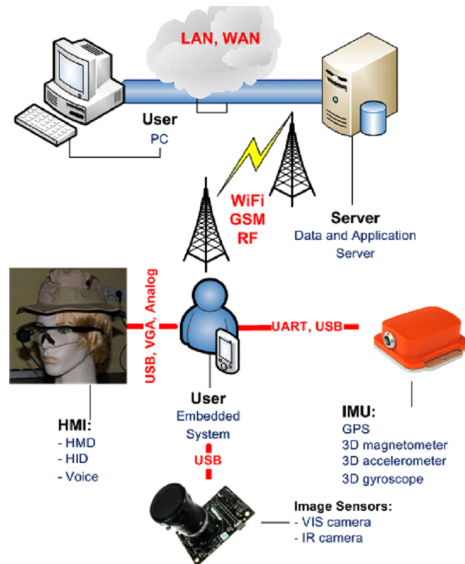 LAN, WAN
User
PC
WiFi
GSM
RF
Server
Data and Application
Server
USB, VGA, Analog
UART, USB
HMI:
- HMD
- HID
- Voice
User
Embedded
System
IMU:
GPS
3D magnetometer
3D accelerometer
3D gyroscope
USB
Image Sensors:
- VIS camera
- IR camera